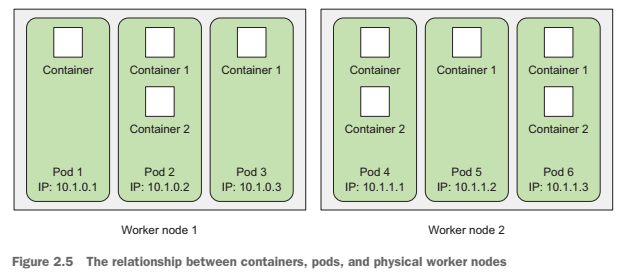 Container Container 1 Container 1 Container Container 1 Container 1
Container 2 Container 2 Container 2
Pod 1 Pod 2 Pod 3 Pod 4 Pod 5 Pod 6
IP: 10.1.0.1 IP: 10.1.0.2 IP: 10.1.0.3 IP: 10.1.1.1 IP: 10.1.1.2 IP: 10.1.1.3
Worker node 1 Worker node 2
Figure 2.5 The relationship between containers, pods, and physical worker nodes